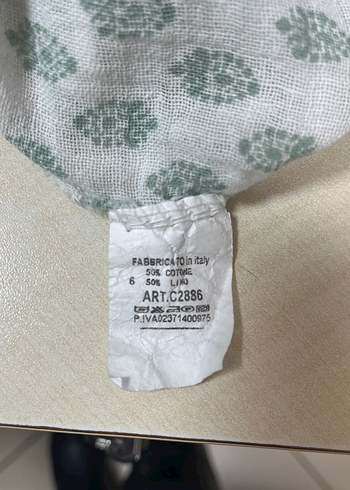 FABBRICATO in italy
50% COTONE
6 50% LINO
ART.C2886
P.IVA02371400975